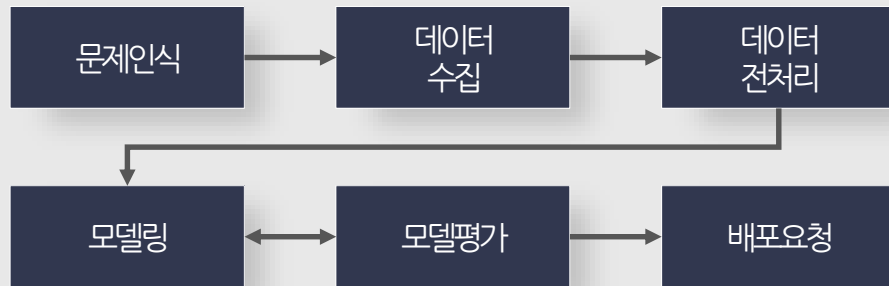 문제인식
데이터
수집
데이터
전처리
모델링
모델평가
배포요청